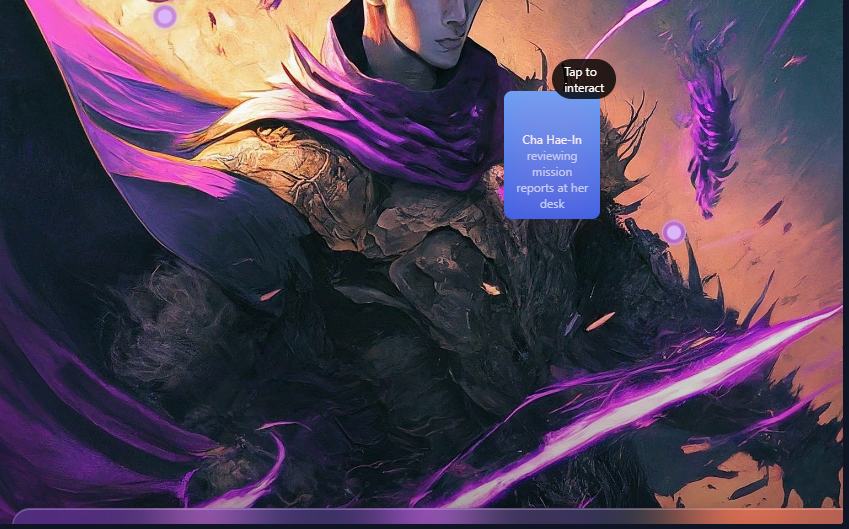 Tap to
interact
Cha Hae-In
reviewing
mission
reports at her
desk